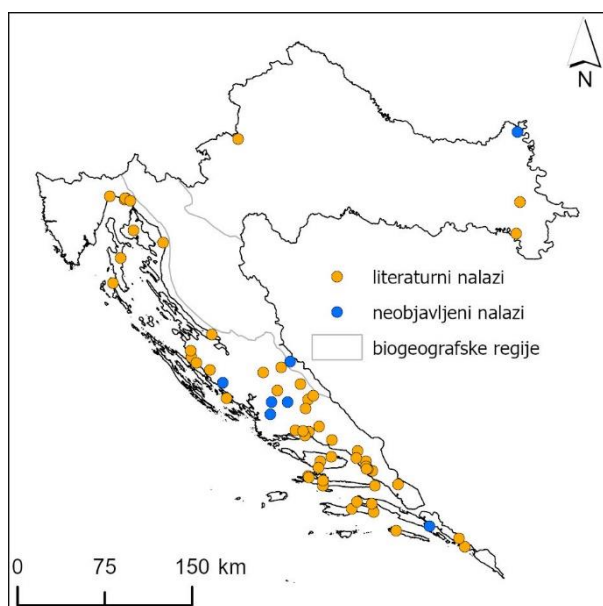 N
literaturni nalazi
neobjavljeni nalazi
biogeografske regije
0 75 150 km